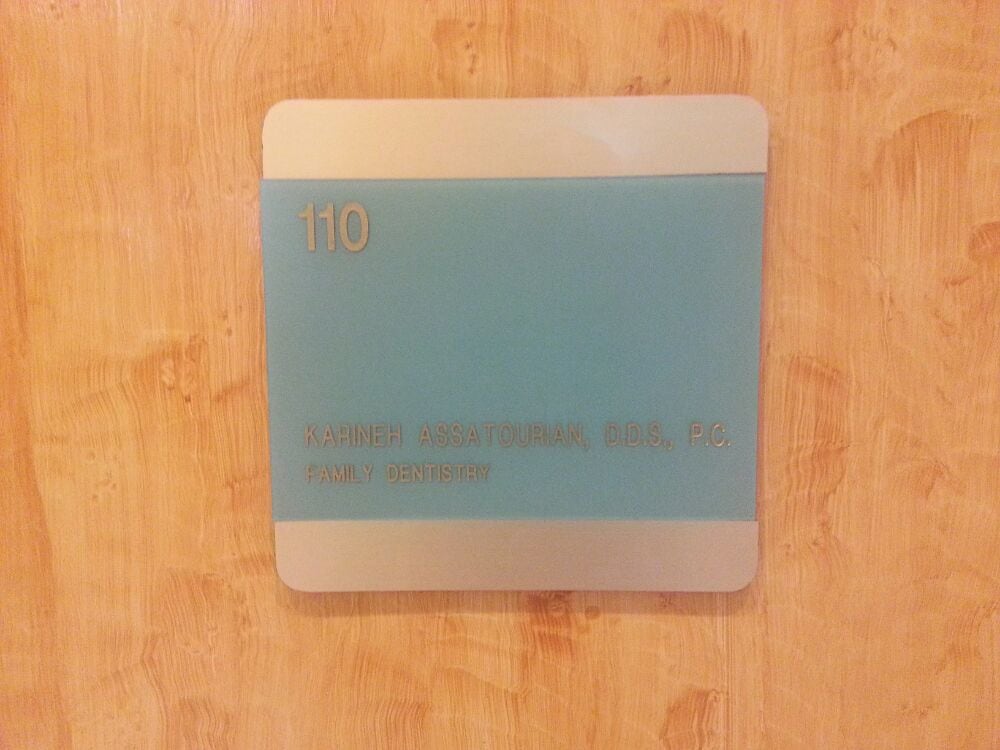 110
KARINEH ASSATOURIAN, D.D.S., P.C.
FAMILY DENTISTRY